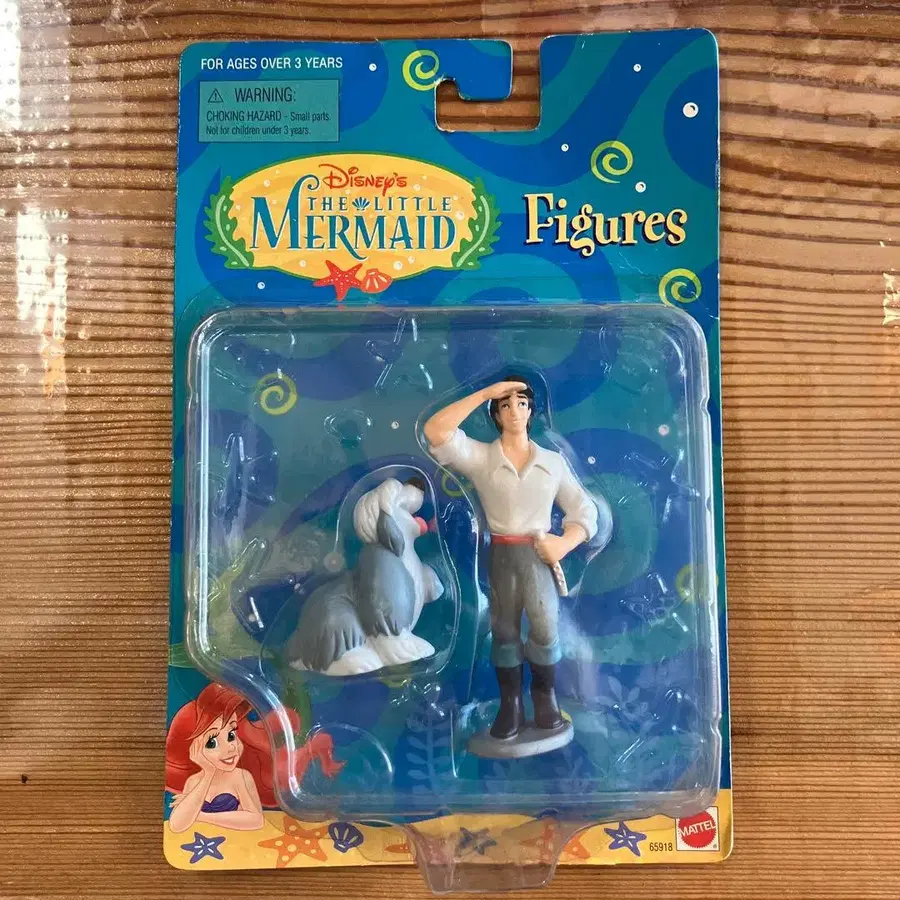 FOR AGES OVER 3 YEARS
⚠ WARNING:
CHOKING HAZARD - Small parts.
Not for children under 3 years.
DISNEY'S
THE LITTLE
MERMAID
Figures
65918
MATTEL